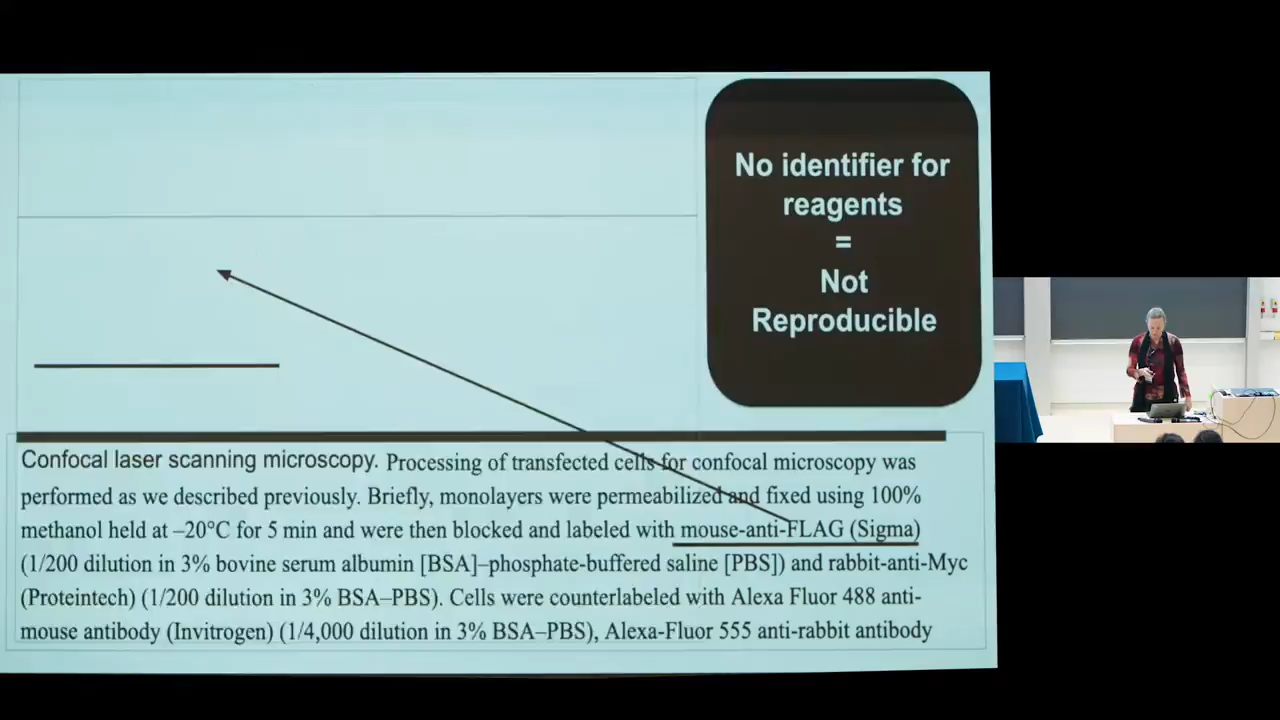 No identifier for
reagents
=
Not
Reproducible
Confocal laser scanning microscopy. Processing of transfected cells for confocal microscopy was
performed as we described previously. Briefly, monolayers were permeabilized and fixed using 100%
methanol held at –20°C for 5 min and were then blocked and labeled with mouse-anti-FLAG (Sigma)
(1/200 dilution in 3% bovine serum albumin [BSA]–phosphate-buffered saline [PBS]) and rabbit-anti-Myc
(Proteintech) (1/200 dilution in 3% BSA–PBS). Cells were counterlabeled with Alexa Fluor 488 anti-
mouse antibody (Invitrogen) (1/4,000 dilution in 3% BSA–PBS), Alexa-Fluor 555 anti-rabbit antibody